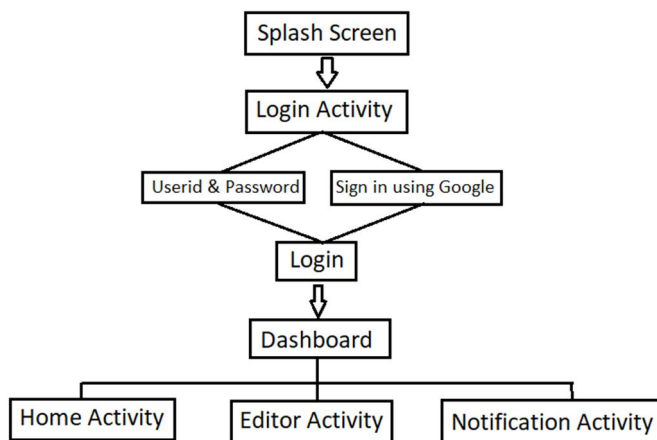 Splash Screen
Login Activity
Userid & Password
Sign in using Google
Login
Dashboard
Home Activity
Editor Activity
Notification Activity